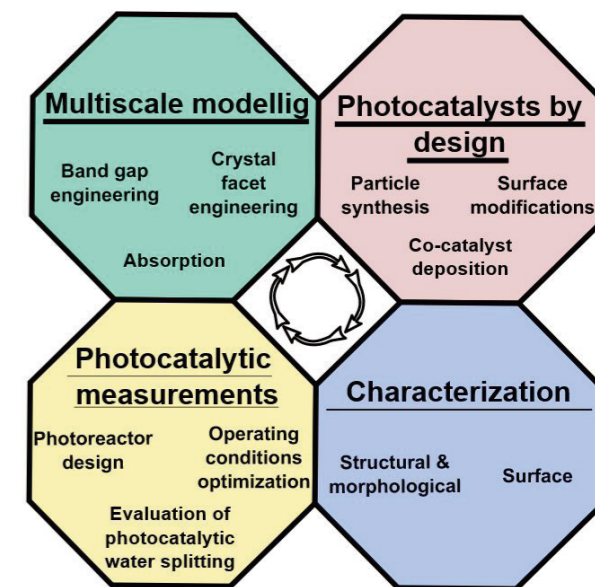 Multiscale modellig
Band gap
engineering
Crystal
facet
engineering
Absorption
Photocatalysts by
design
Particle
synthesis
Surface
modifications
Co-catalyst
deposition
Photocatalytic
measurements
Photoreactor
design
Operating
conditions
optimization
Evaluation of
photocatalytic
water splitting
Characterization
Structural &
morphological
Surface